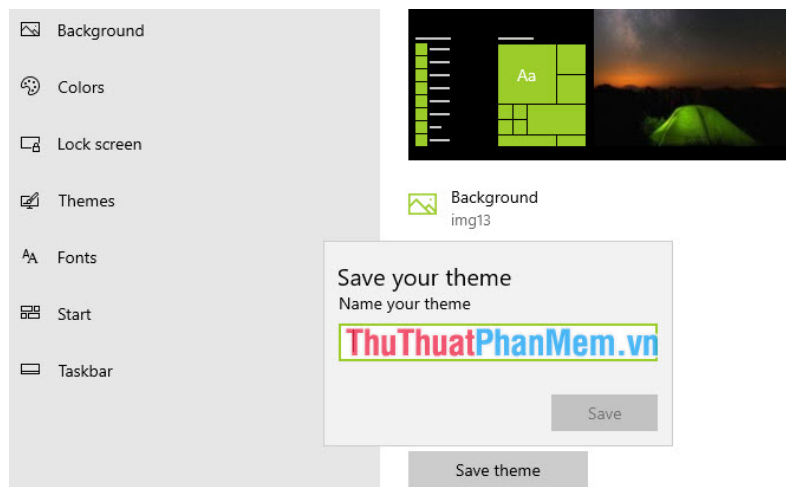 Background
Colors
Lock screen
Themes
Fonts
Start
Taskbar
Aa
Background
img13
Save your theme
Name your theme
ThuThuatPhanMem.vn
Save
Save theme